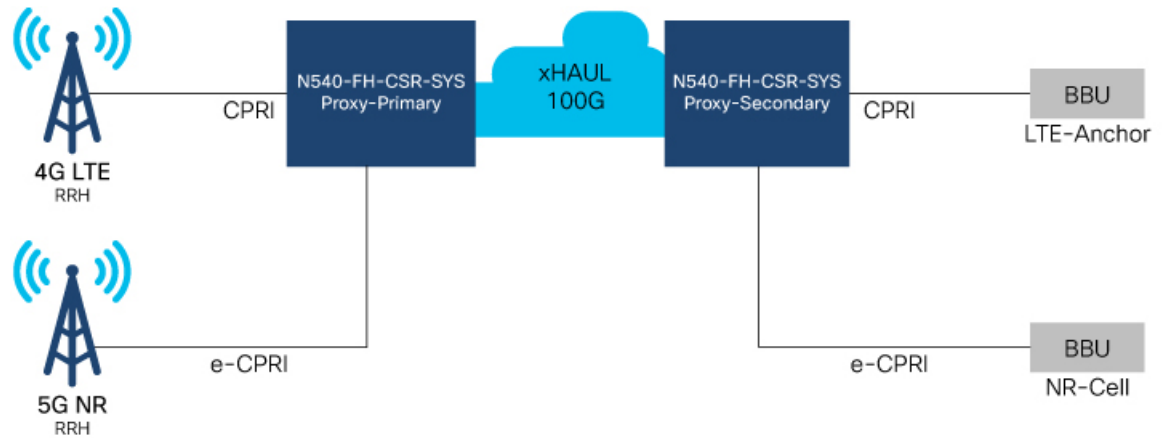 N540-FH-CSR-SYS
Proxy-Primary
xHAUL
100G
N540-FH-CSR-SYS
Proxy-Secondary
BBU
CPRI
CPRI
LTE-Anchor
4G LTE
RRH
BBU
e-CPRI
e-CPRI
NR-Cell
5G NR
RRH